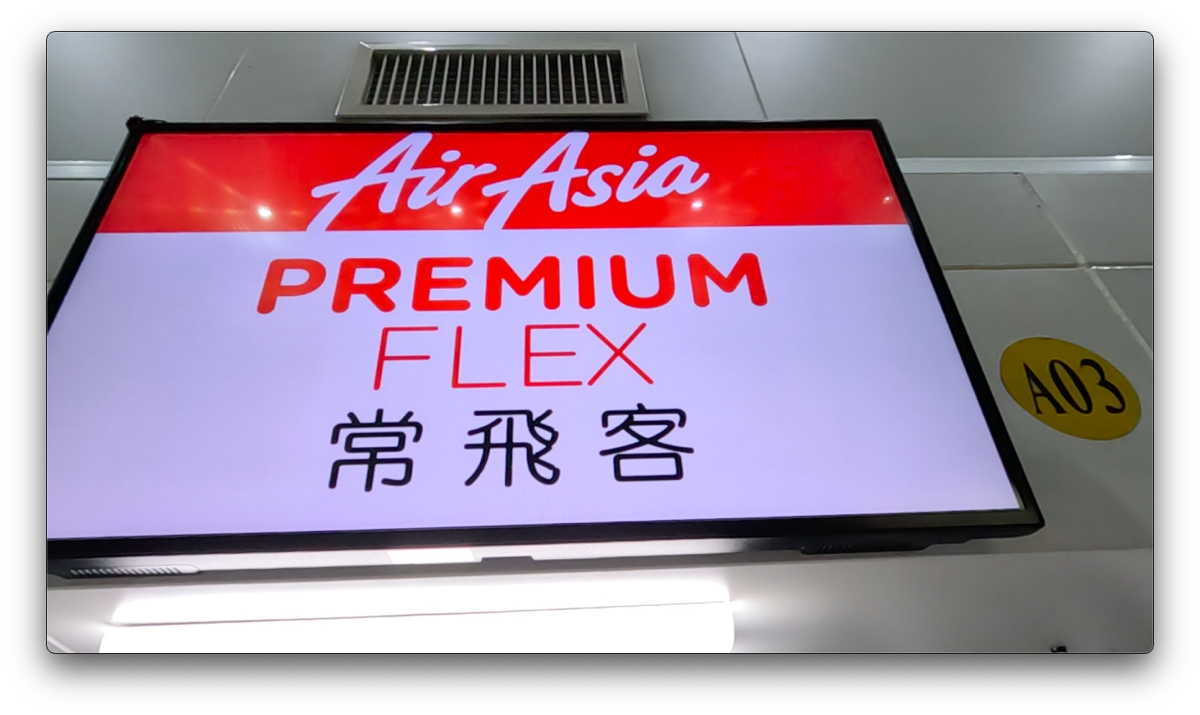 AirAsia
PREMIUM
FLEX
常飛客
A03